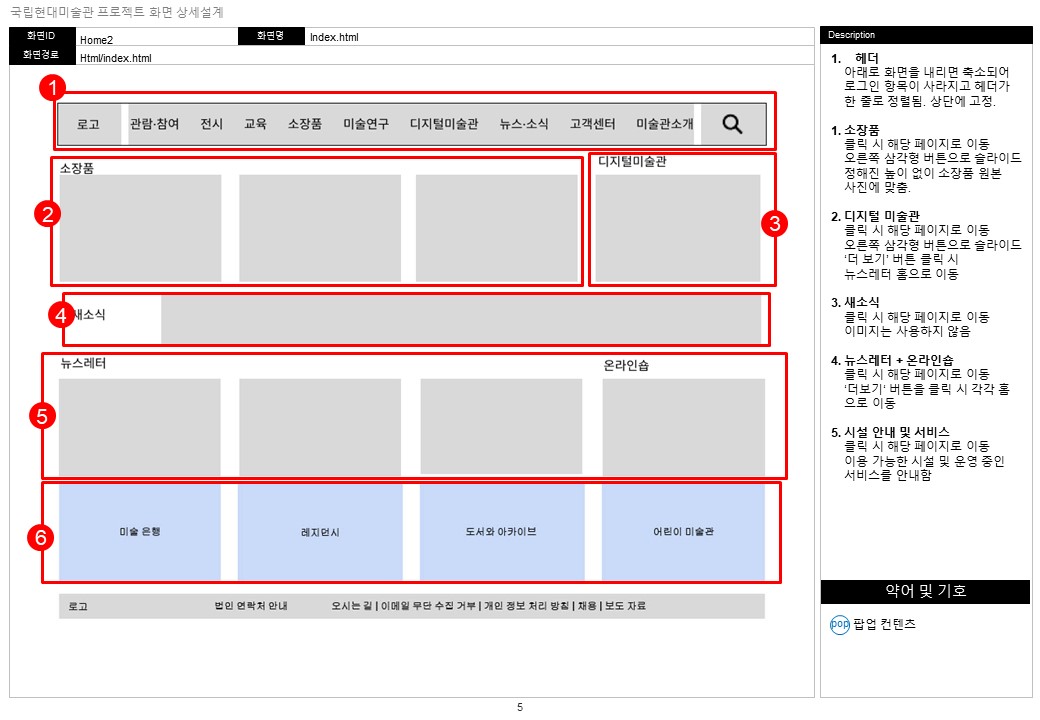 국립현대미술관 프로젝트 화면 상세설계
화면ID Home2 화면명 Index.html
화면경로 Html/index.html
1
로고 관람·참여 전시 교육 소장품 미술연구 디지털미술관 뉴스·소식 고객센터 미술관소개
소장품 디지털미술관
2
3
4 새소식
뉴스레터 온라인숍
5
6 미술 은행 레지던시 도서와 아카이브 어린이 미술관
로고 법인 연락처 안내 오시는 길 | 이메일 무단 수집 거부 | 개인 정보 처리 방침 | 채용 | 보도 자료
Description
1. 헤더
아래로 화면을 내리면 축소되어
로그인 항목이 사라지고 헤더가
한 줄로 정렬됨. 상단에 고정.
1. 소장품
클릭 시 해당 페이지로 이동
오른쪽 삼각형 버튼으로 슬라이드
정해진 높이 없이 소장품 원본
사진에 맞춤.
2. 디지털 미술관
클릭 시 해당 페이지로 이동
오른쪽 삼각형 버튼으로 슬라이드
‘더 보기’ 버튼 클릭 시
뉴스레터 홈으로 이동
3. 새소식
클릭 시 해당 페이지로 이동
이미지는 사용하지 않음
4. 뉴스레터 + 온라인숍
클릭 시 해당 페이지로 이동
‘더보기‘ 버튼을 클릭 시 각각 홈
으로 이동
5. 시설 안내 및 서비스
클릭 시 해당 페이지로 이동
이용 가능한 시설 및 운영 중인
서비스를 안내함
약어 및 기호
pop 팝업 컨텐츠
5